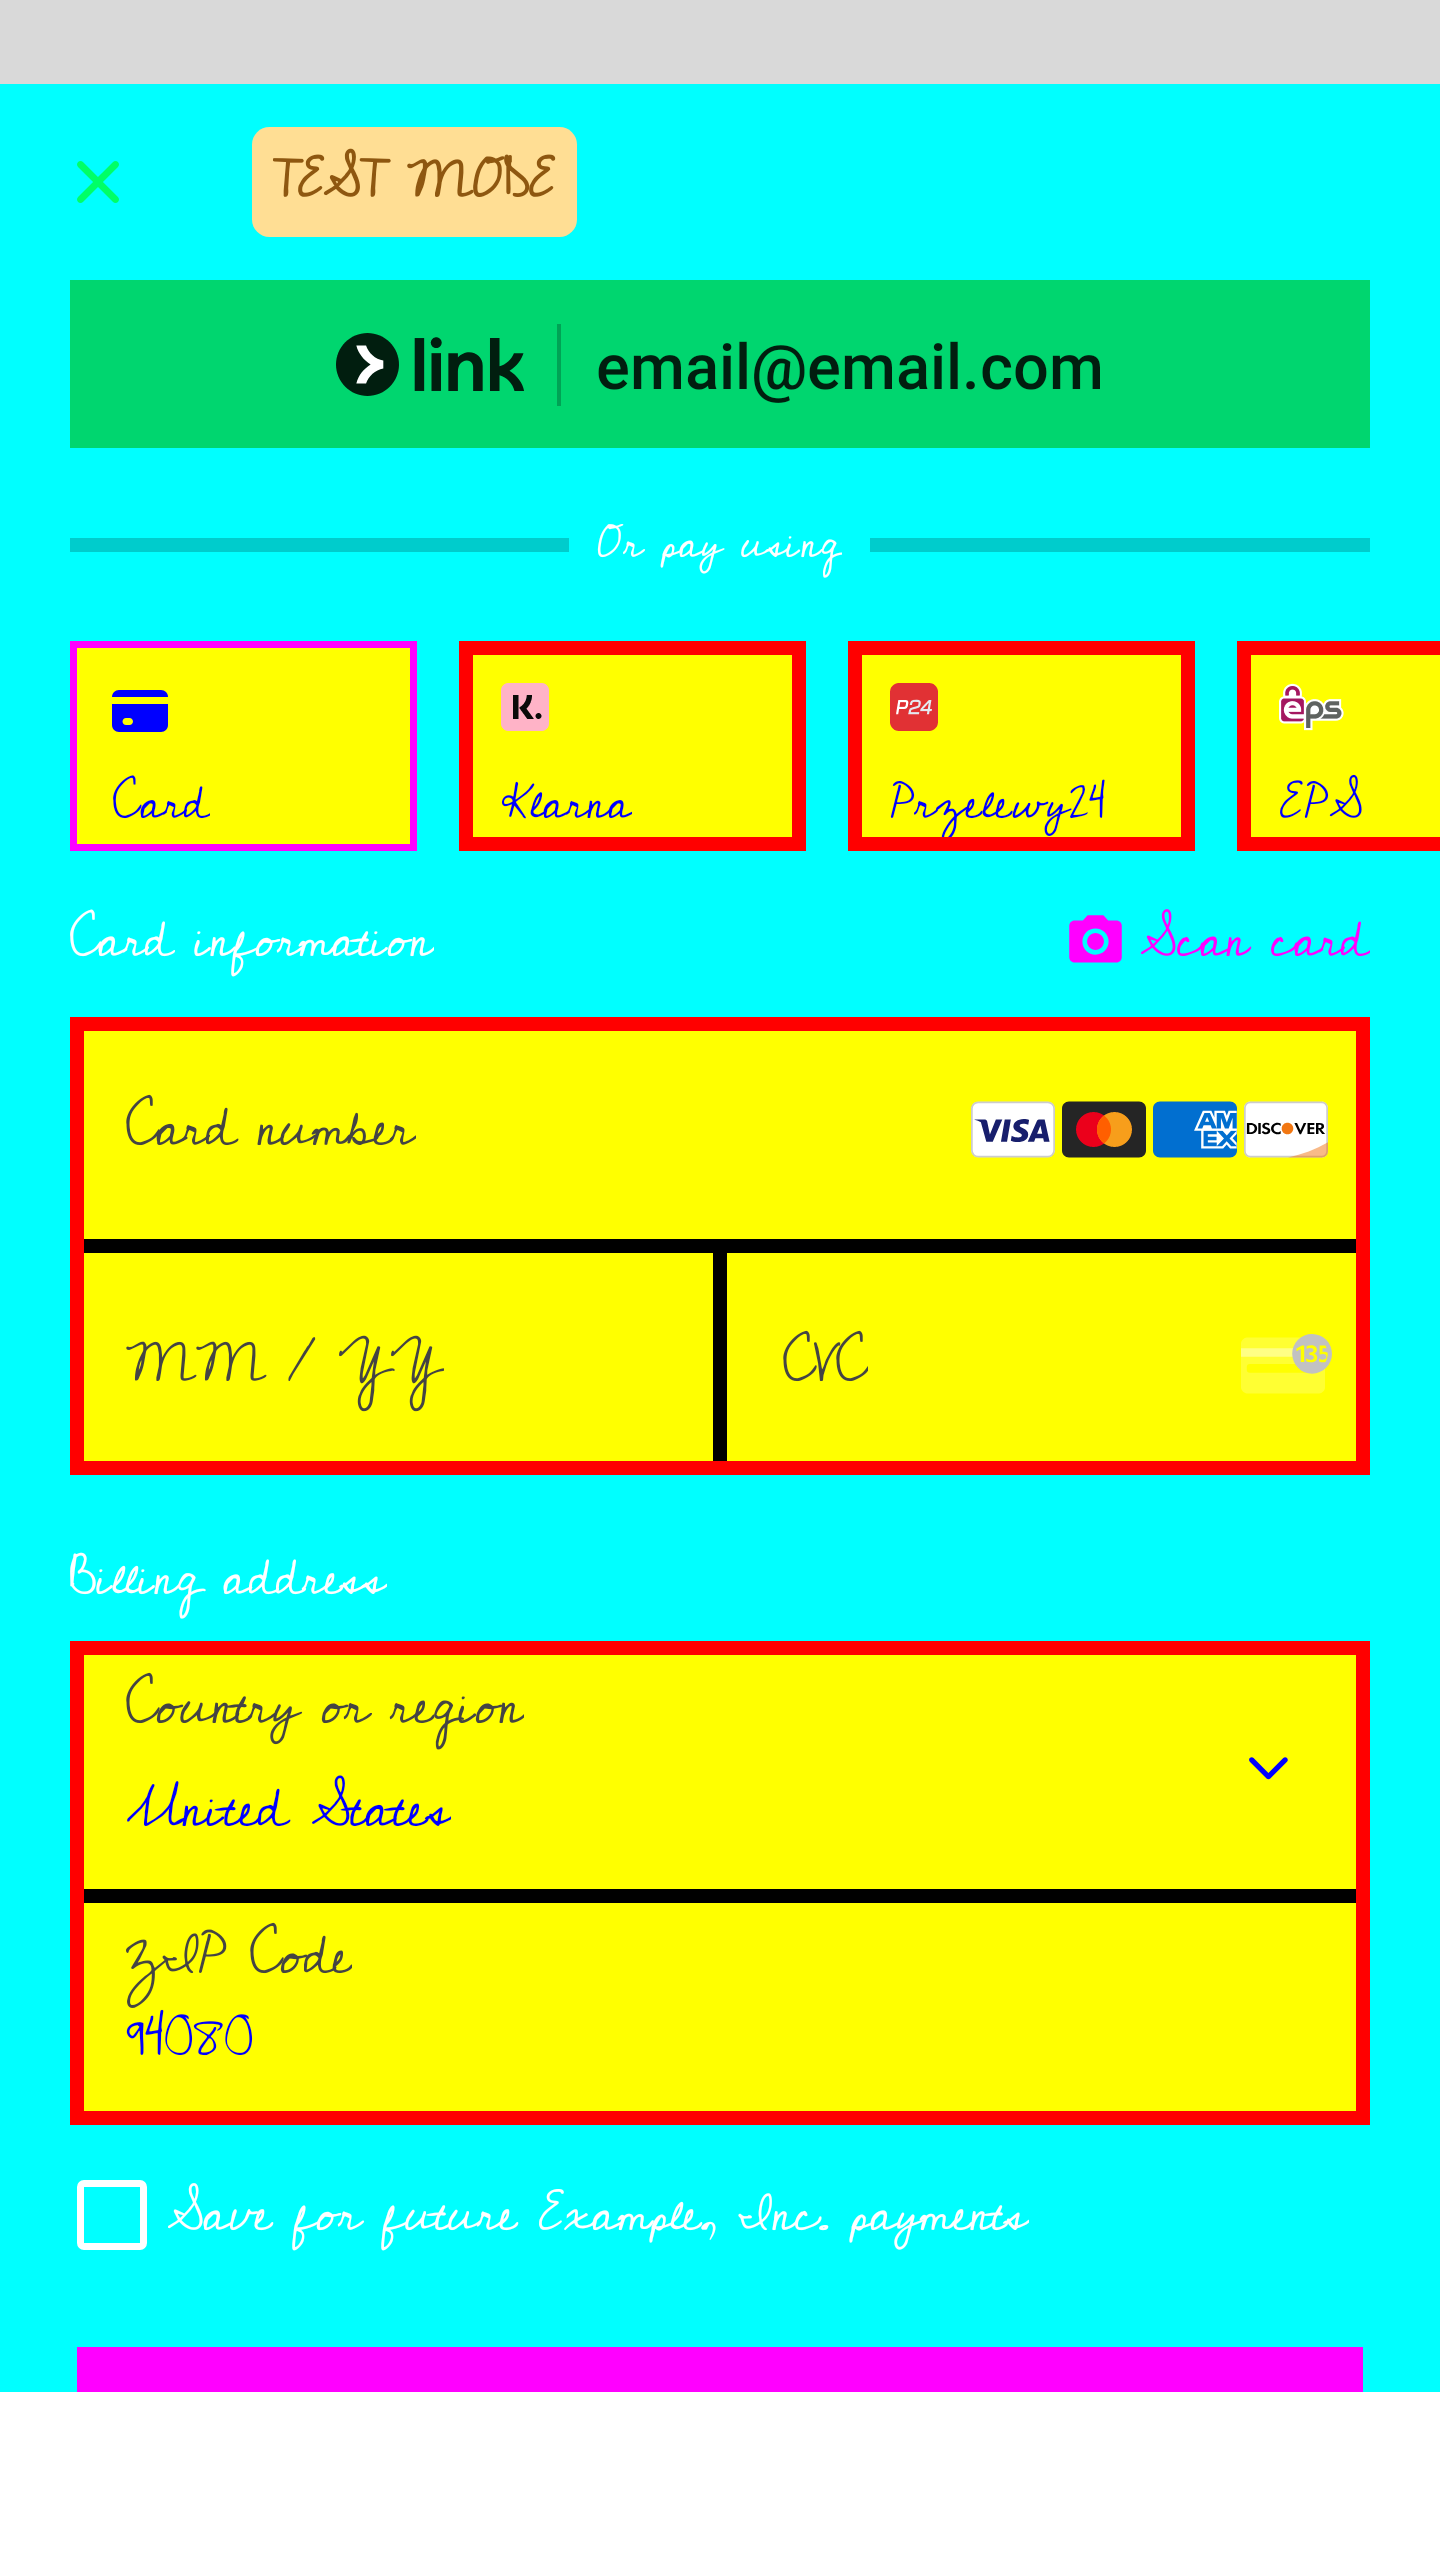 TEST MODE
link email@email.com
Or pay using
K. P24 eps
Card Klarna Przelewy24 EPS
Card information Scan card
Card number VISA AMEX DISCOVER
MM / YY CVC 135
Billing address
Country or region
United States
ZIP Code
94080
Save for future Example, Inc. payments